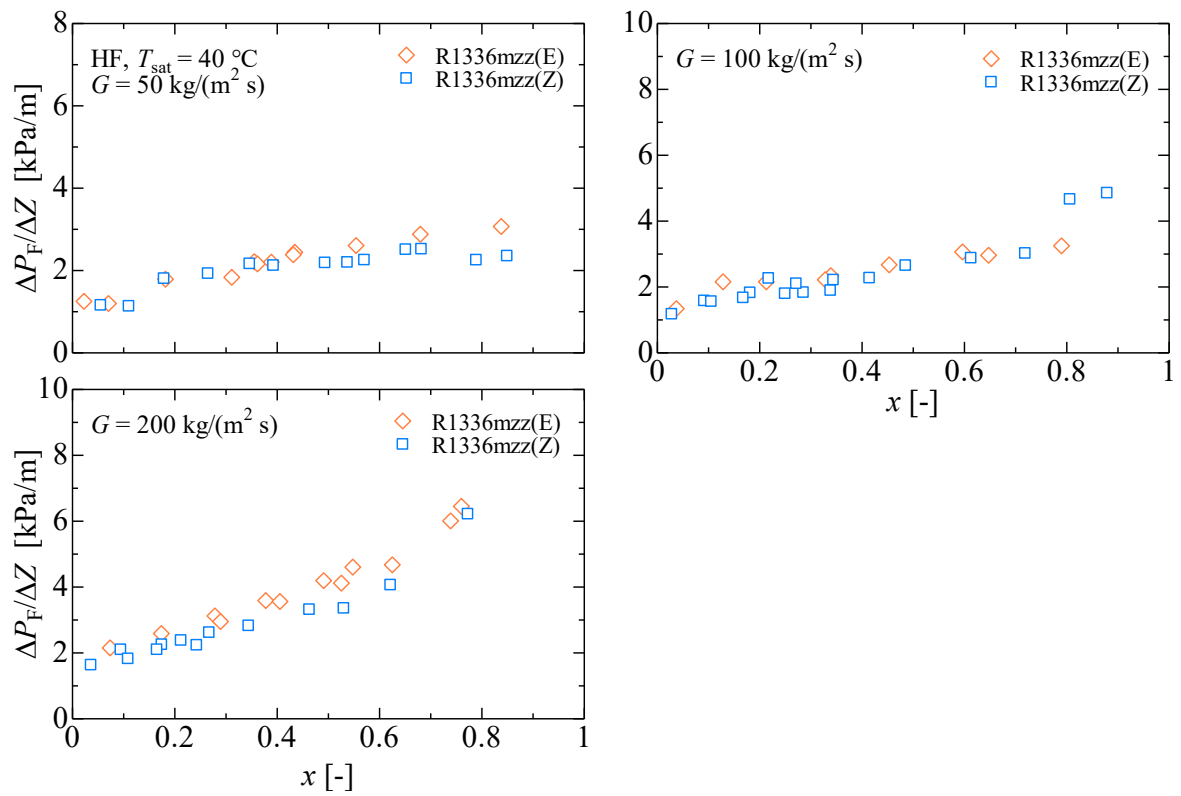 HF, T_sat = 40 °C
G = 50 kg/(m² s)
R1336mzz(E)
R1336mzz(Z)
8
6
4
2
0
ΔP_F/ΔZ [kPa/m]
G = 100 kg/(m² s)
R1336mzz(E)
R1336mzz(Z)
10
8
6
4
2
0
0 0.2 0.4 0.6 0.8 1
x [-]
G = 200 kg/(m² s)
R1336mzz(E)
R1336mzz(Z)
10
8
6
4
2
0
ΔP_F/ΔZ [kPa/m]
0 0.2 0.4 0.6 0.8 1
x [-]